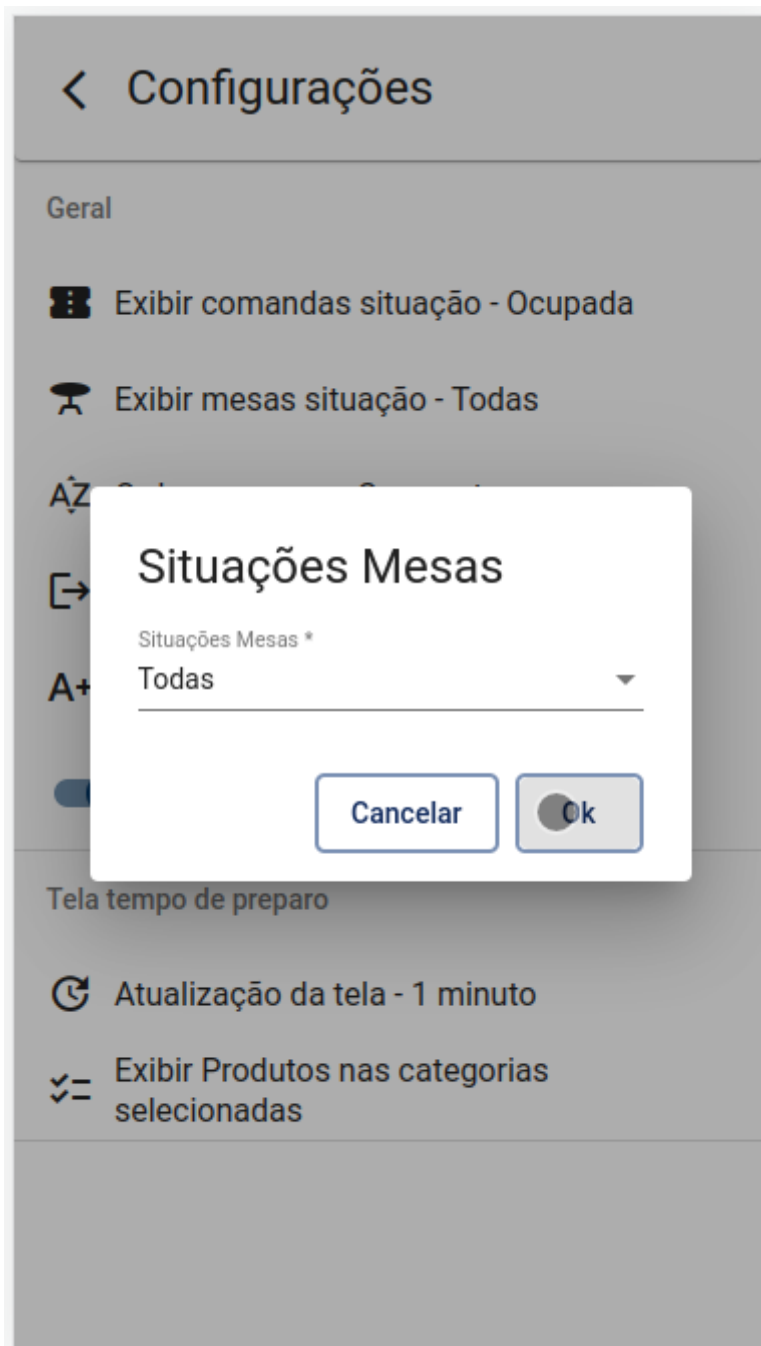 Configurações
Geral
Exibir comandas situação - Ocupada
Exibir mesas situação - Todas
AZ
A+
Situações Mesas
Situações Mesas *
Todas
Cancelar
Ok
Tela tempo de preparo
Atualização da tela - 1 minuto
Exibir Produtos nas categorias
selecionadas